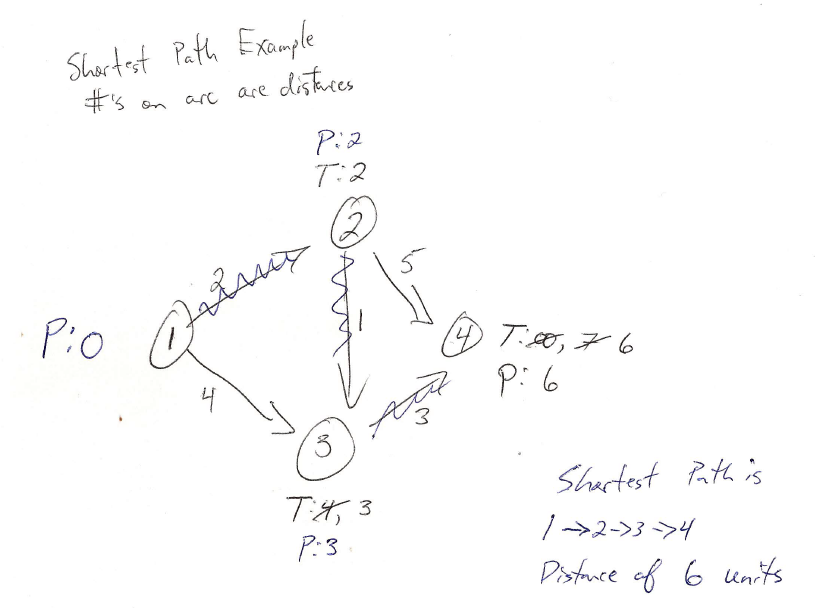 Shortest Path Example
#'s on arc are distances
P:2
T:2
2
2
5
1
P:0
1
4
T:∞, 7 6
P: 6
4
3
3
T:4, 3
P:3
Shortest Path is
1→2→3→4
Distance of 6 units